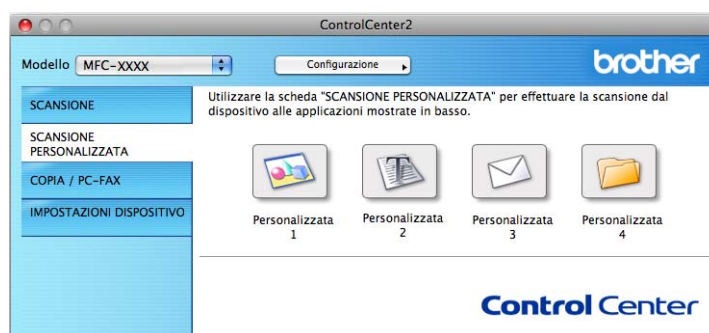 ControlCenter2
Modello MFC-XXXX Configurazione brother
SCANSIONE
SCANSIONE
PERSONALIZZATA
COPIA / PC-FAX
IMPOSTAZIONI DISPOSITIVO
Utilizzare la scheda "SCANSIONE PERSONALIZZATA" per effettuare la scansione dal
dispositivo alle applicazioni mostrate in basso.
Personalizzata
1
Personalizzata
2
Personalizzata
3
Personalizzata
4
Control Center